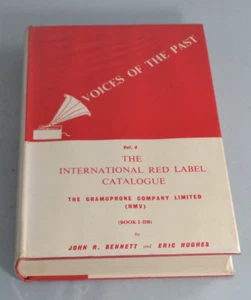 VOICES OF THE PAST
Vol. 4
THE
INTERNATIONAL RED LABEL
CATALOGUE
THE GRAMOPHONE COMPANY LIMITED
(HMV)
(BOOK I-DB)
by
JOHN R. BENNETT and ERIC HUGHES